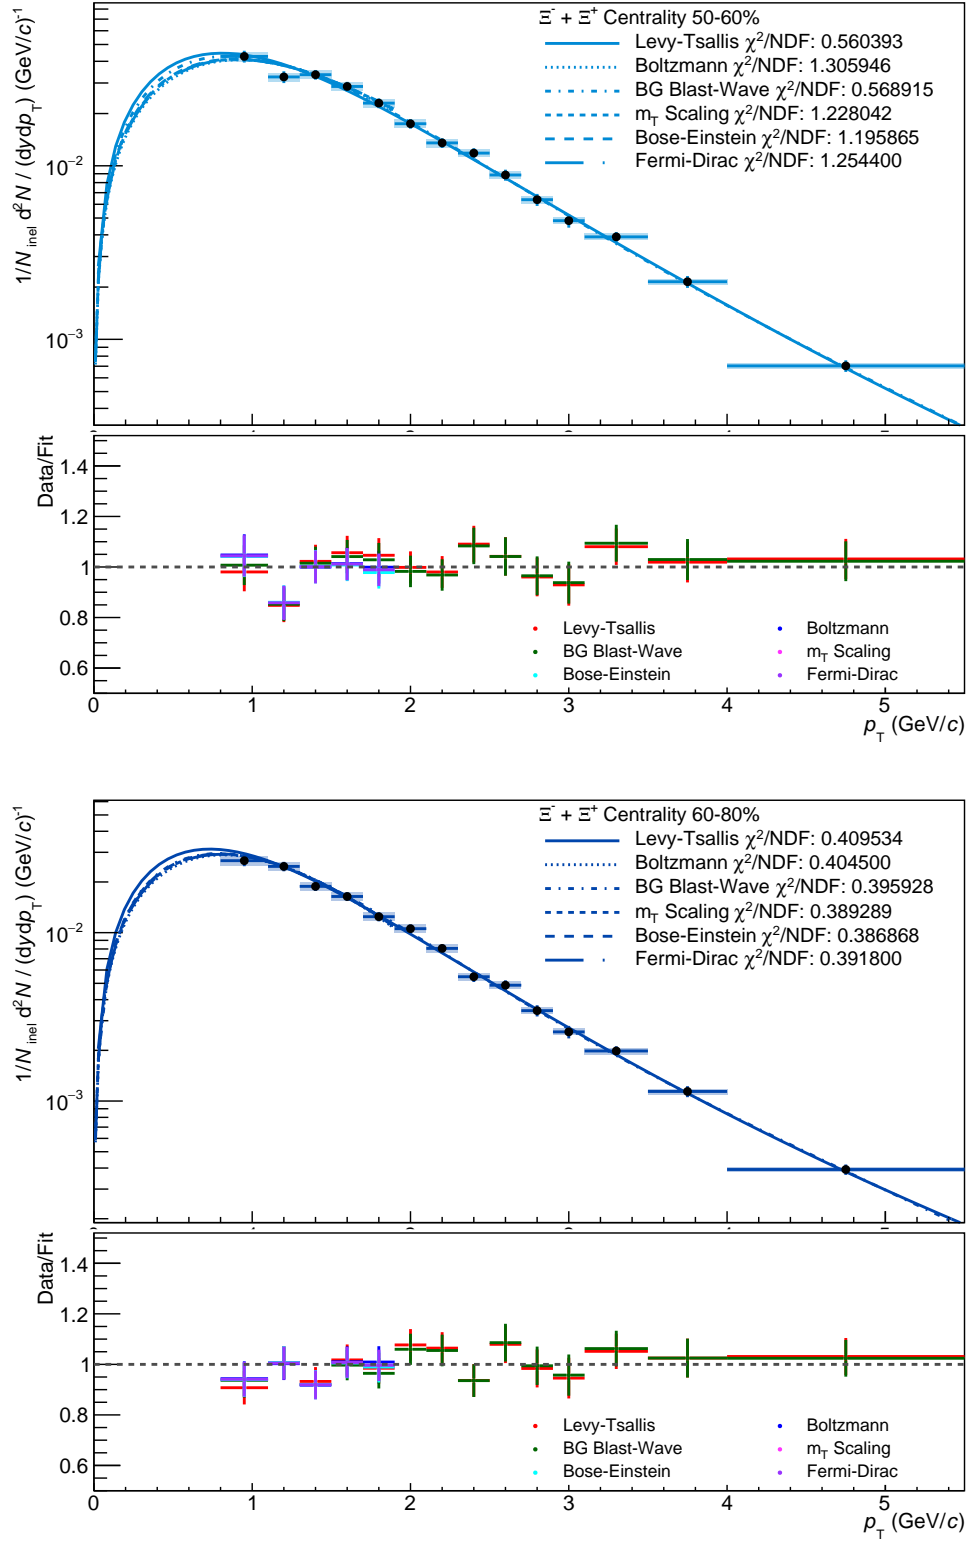 Ξ⁻ + Ξ⁺ Centrality 50-60%
Levy-Tsallis χ²/NDF: 0.560393
Boltzmann χ²/NDF: 1.305946
BG Blast-Wave χ²/NDF: 0.568915
m_T Scaling χ²/NDF: 1.228042
Bose-Einstein χ²/NDF: 1.195865
Fermi-Dirac χ²/NDF: 1.254400
1/N_inel d²N / (dydp_T) (GeV/c)⁻¹
10⁻²
10⁻³
Data/Fit
1.4
1.2
1
0.8
0.6
Levy-Tsallis
BG Blast-Wave
Bose-Einstein
Boltzmann
m_T Scaling
Fermi-Dirac
0 1 2 3 4 5
p_T (GeV/c)
Ξ⁻ + Ξ⁺ Centrality 60-80%
Levy-Tsallis χ²/NDF: 0.409534
Boltzmann χ²/NDF: 0.404500
BG Blast-Wave χ²/NDF: 0.395928
m_T Scaling χ²/NDF: 0.389289
Bose-Einstein χ²/NDF: 0.386868
Fermi-Dirac χ²/NDF: 0.391800
1/N_inel d²N / (dydp_T) (GeV/c)⁻¹
10⁻²
10⁻³
Data/Fit
1.4
1.2
1
0.8
0.6
Levy-Tsallis
BG Blast-Wave
Bose-Einstein
Boltzmann
m_T Scaling
Fermi-Dirac
0 1 2 3 4 5
p_T (GeV/c)